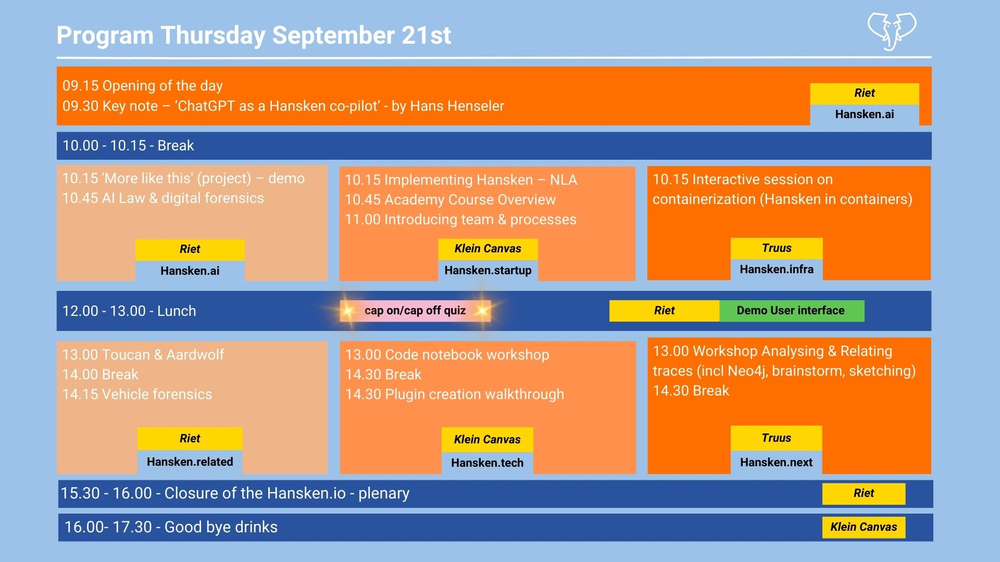 Program Thursday September 21st
09.15 Opening of the day
09.30 Key note – ‘ChatGPT as a Hansken co-pilot‘ - by Hans Henseler
Riet
Hansken.ai
10.00 - 10.15 - Break
10.15 'More like this' (project) – demo
10.45 AI Law & digital forensics
Riet
Hansken.ai
10.15 Implementing Hansken – NLA
10.45 Academy Course Overview
11.00 Introducing team & processes
Klein Canvas
Hansken.startup
10.15 Interactive session on
containerization (Hansken in containers)
Truus
Hansken.infra
12.00 - 13.00 - Lunch
cap on/cap off quiz
Riet
Demo User interface
13.00 Toucan & Aardwolf
14.00 Break
14.15 Vehicle forensics
Riet
Hansken.related
13.00 Code notebook workshop
14.30 Break
14.30 Plugin creation walkthrough
Klein Canvas
Hansken.tech
13.00 Workshop Analysing & Relating
traces (incl Neo4j, brainstorm, sketching)
14.30 Break
Truus
Hansken.next
15.30 - 16.00 - Closure of the Hansken.io - plenary
Riet
16.00- 17.30 - Good bye drinks
Klein Canvas